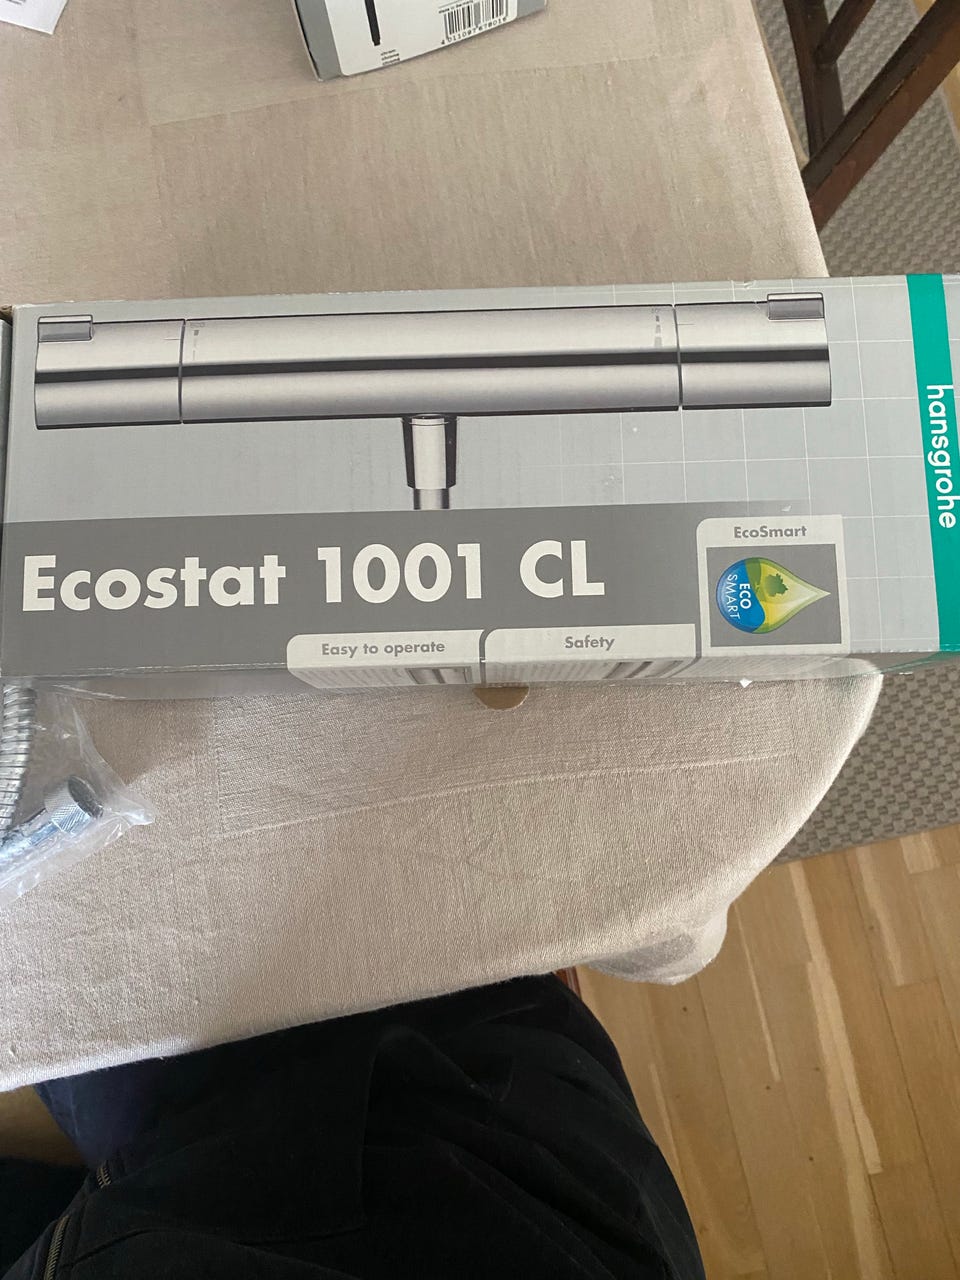 Ecostat 1001 CL
EcoSmart
ECO
SMART
Easy to operate
Safety
hansgrohe